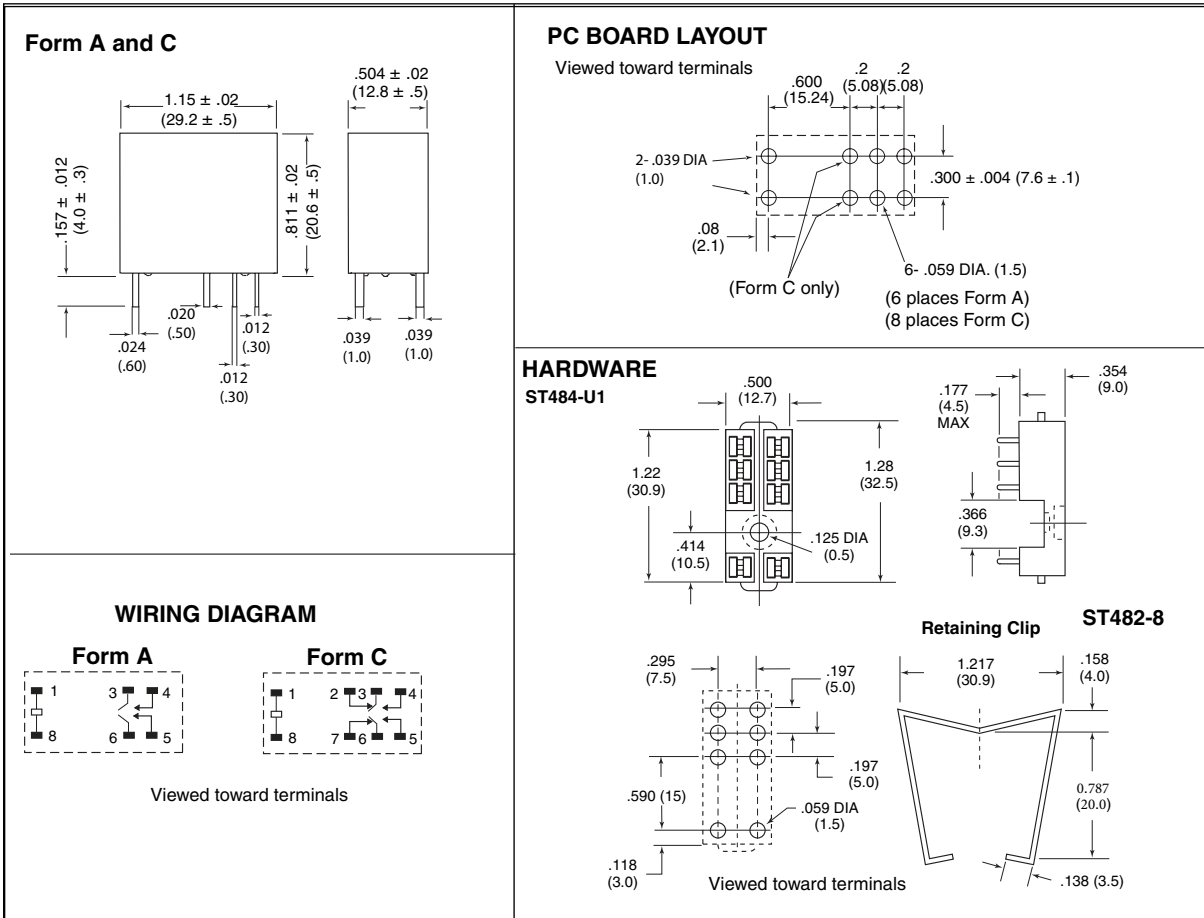 Form A and C
1.15 ± .02
(29.2 ± .5)
.504 ± .02
(12.8 ± .5)
.157 ± .012
(4.0 ± .3)
.811 ± .02
(20.6 ± .5)
.024
(.60)
.020
(.50)
.012
(.30)
.012
(.30)
.039
(1.0)
.039
(1.0)
WIRING DIAGRAM
Form A
1 3 4
8 6 5
Form C
1 2 3 4
8 7 6 5
Viewed toward terminals
PC BOARD LAYOUT
Viewed toward terminals
.600
(15.24)
.2
(5.08)
.2
(5.08)
2- .039 DIA
(1.0)
.300 ± .004 (7.6 ± .1)
.08
(2.1)
6- .059 DIA. (1.5)
(Form C only)
(6 places Form A)
(8 places Form C)
HARDWARE
ST484-U1
.500
(12.7)
1.22
(30.9)
1.28
(32.5)
.414
(10.5)
.125 DIA
(0.5)
.177
(4.5)
MAX
.354
(9.0)
.366
(9.3)
.295
(7.5)
.197
(5.0)
.197
(5.0)
.590 (15)
.059 DIA
(1.5)
.118
(3.0)
Viewed toward terminals
Retaining Clip
ST482-8
1.217
(30.9)
.158
(4.0)
0.787
(20.0)
.138 (3.5)